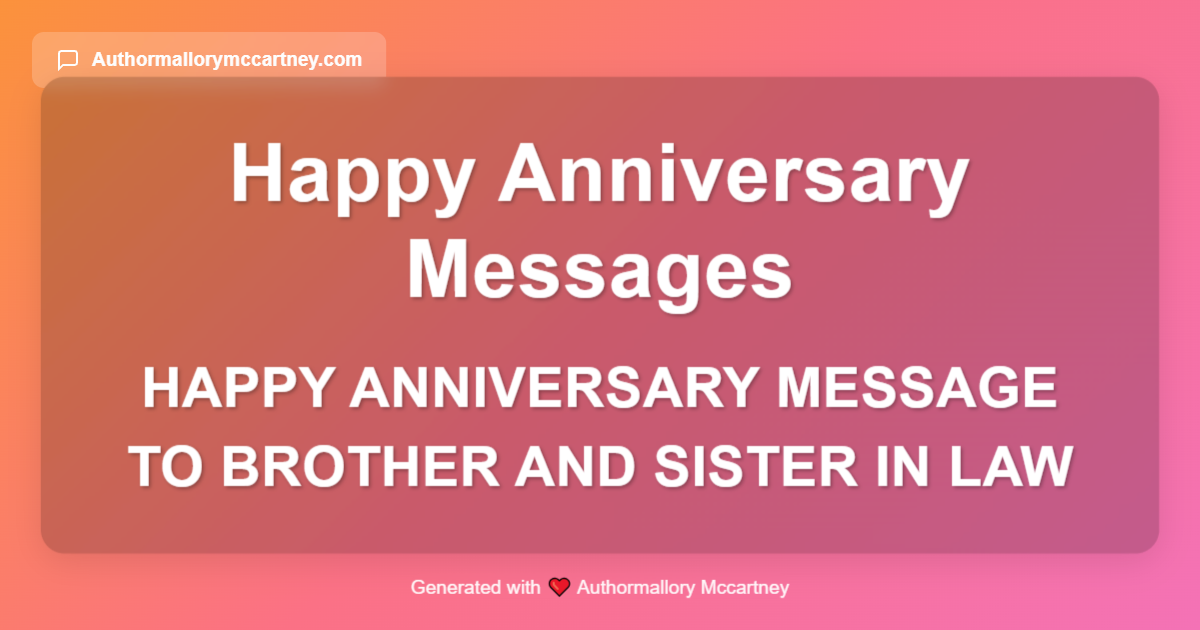 Authormallorymccartney.com
Happy Anniversary
Messages
HAPPY ANNIVERSARY MESSAGE
TO BROTHER AND SISTER IN LAW
Generated with ❤️ Authormallory Mccartney